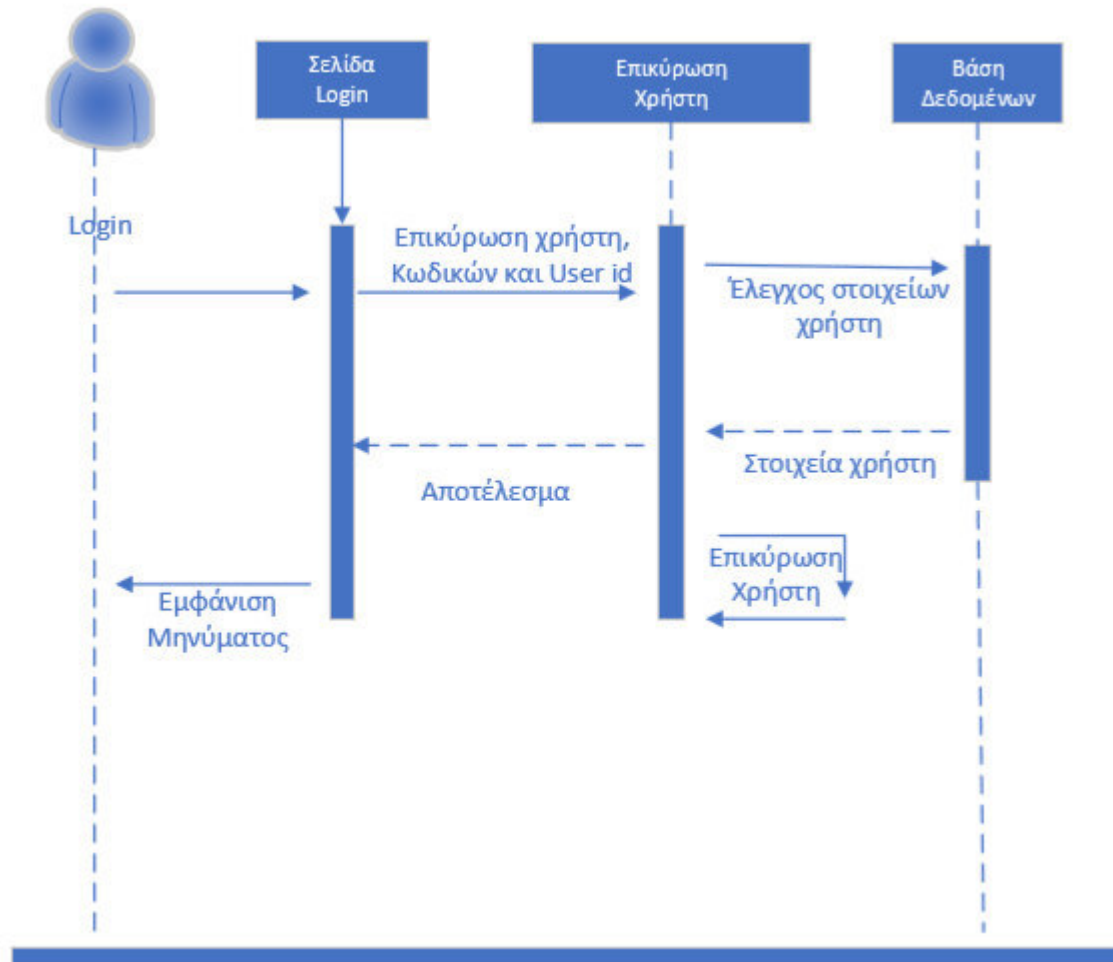 Σελίδα
Login
Επικύρωση
Χρήστη
Βάση
Δεδομένων
Login
Επικύρωση χρήστη,
Κωδικών και User id
Έλεγχος στοιχείων
χρήστη
Στοιχεία χρήστη
Αποτέλεσμα
Επικύρωση
Χρήστη
Εμφάνιση
Μηνύματος